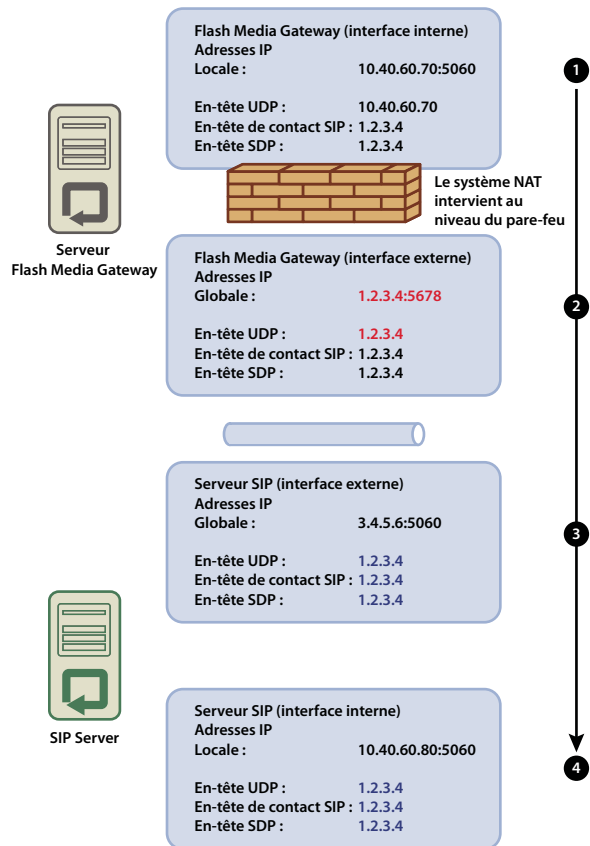 Flash Media Gateway (interface interne)
Adresses IP
Locale : 10.40.60.70:5060
En-tête UDP : 10.40.60.70
En-tête de contact SIP : 1.2.3.4
En-tête SDP : 1.2.3.4
1
Le système NAT
intervient au
niveau du pare-feu
Serveur
Flash Media Gateway
Flash Media Gateway (interface externe)
Adresses IP
Globale : 1.2.3.4:5678
En-tête UDP : 1.2.3.4
En-tête de contact SIP : 1.2.3.4
En-tête SDP : 1.2.3.4
2
Serveur SIP (interface externe)
Adresses IP
Globale : 3.4.5.6:5060
En-tête UDP : 1.2.3.4
En-tête de contact SIP : 1.2.3.4
En-tête SDP : 1.2.3.4
3
SIP Server
Serveur SIP (interface interne)
Adresses IP
Locale : 10.40.60.80:5060
En-tête UDP : 1.2.3.4
En-tête de contact SIP : 1.2.3.4
En-tête SDP : 1.2.3.4
4